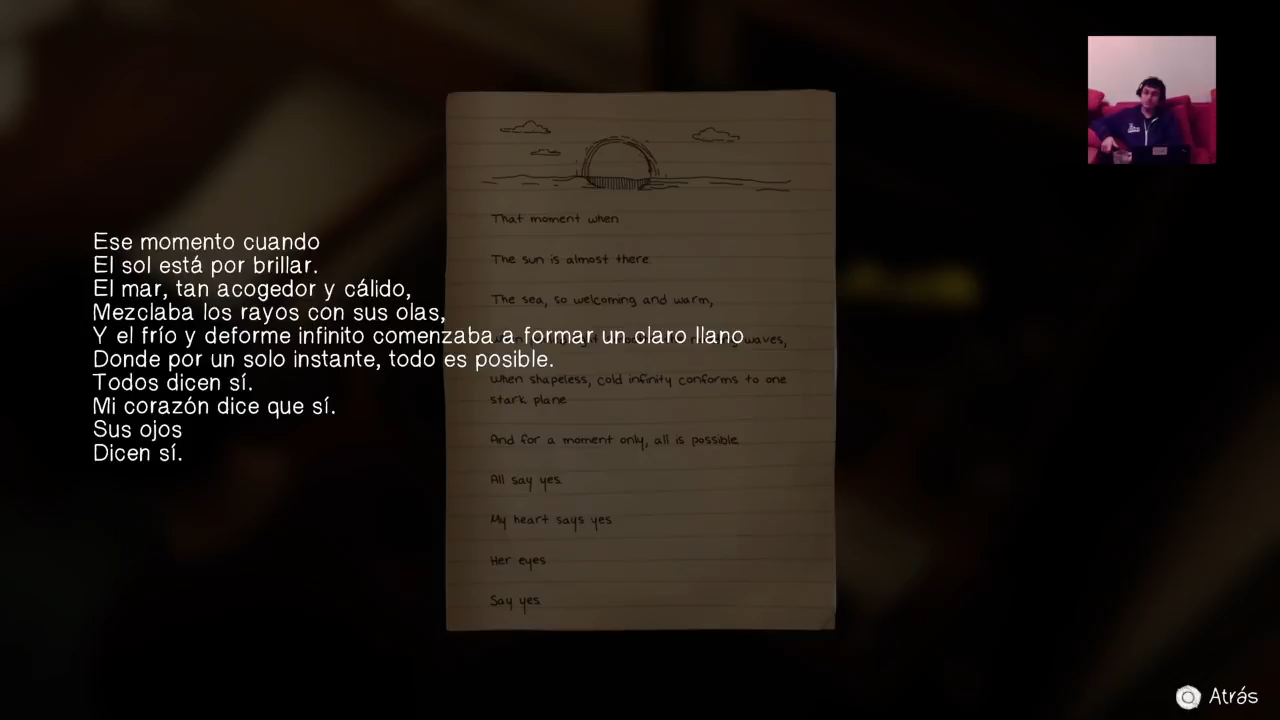 Ese momento cuando
El sol está por brillar.
El mar, tan acogedor y cálido,
Mezclaba los rayos con sus olas,
Y el frío y deforme infinito comenzaba a formar un claro llano
Donde por un solo instante, todo es posible.
Todos dicen sí.
Mi corazón dice que sí.
Sus ojos
Dicen sí.
That moment when
The sun is almost there
The sea, so welcoming and warm,
waves,
When shapeless, cold infinity conforms to one
stark plane
And for a moment only, all is possible
All say yes.
My heart says yes
Her eyes
Say yes.
Atrás